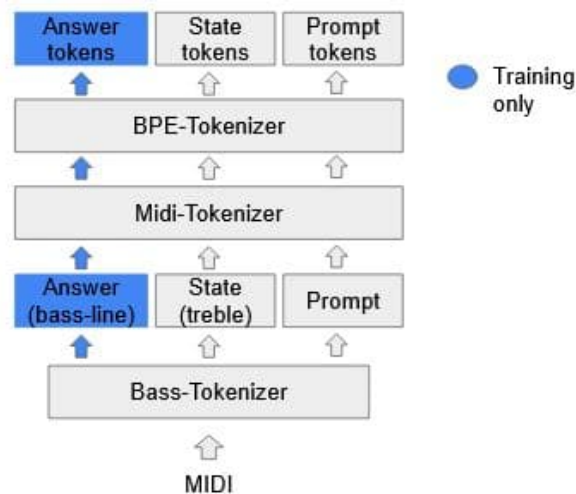 Answer
tokens
State
tokens
Prompt
tokens
Training
only
BPE-Tokenizer
Midi-Tokenizer
Answer
(bass-line)
State
(treble)
Prompt
Bass-Tokenizer
MIDI